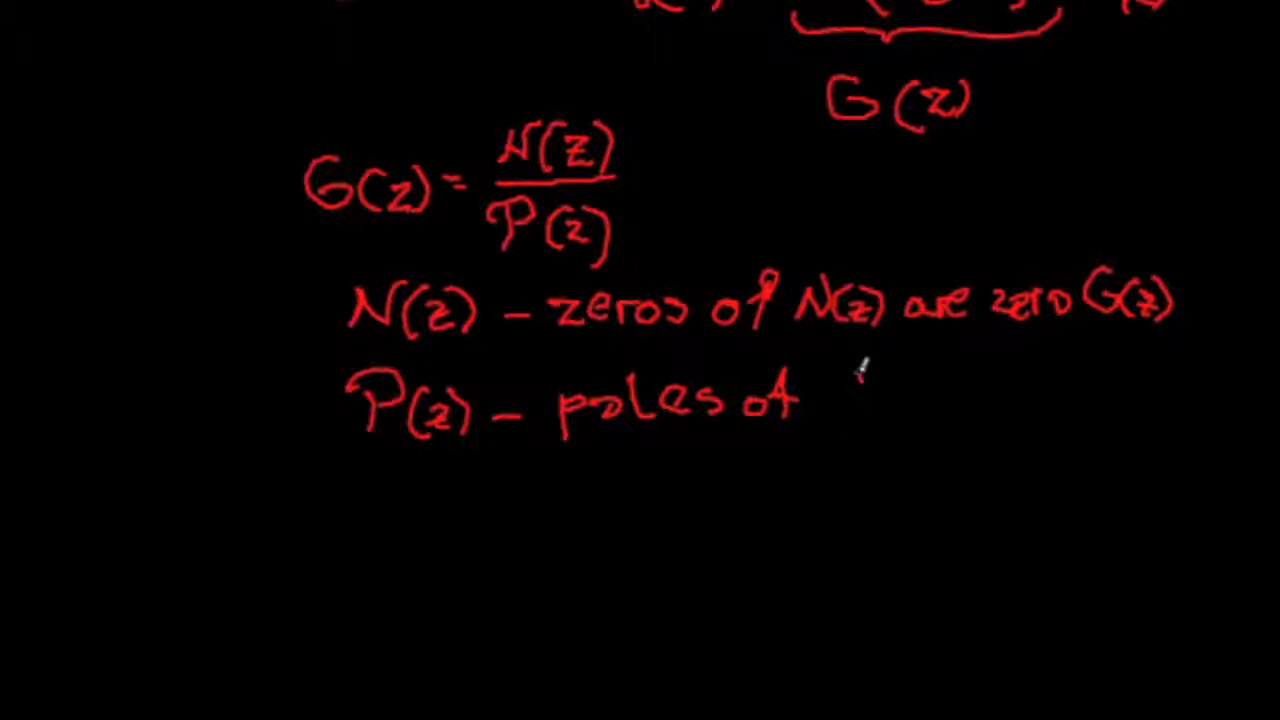 G(z)
G(z) = N(z)
P(z)
N(z) - zeros of N(z) are zero G(z)
P(z) - poles of